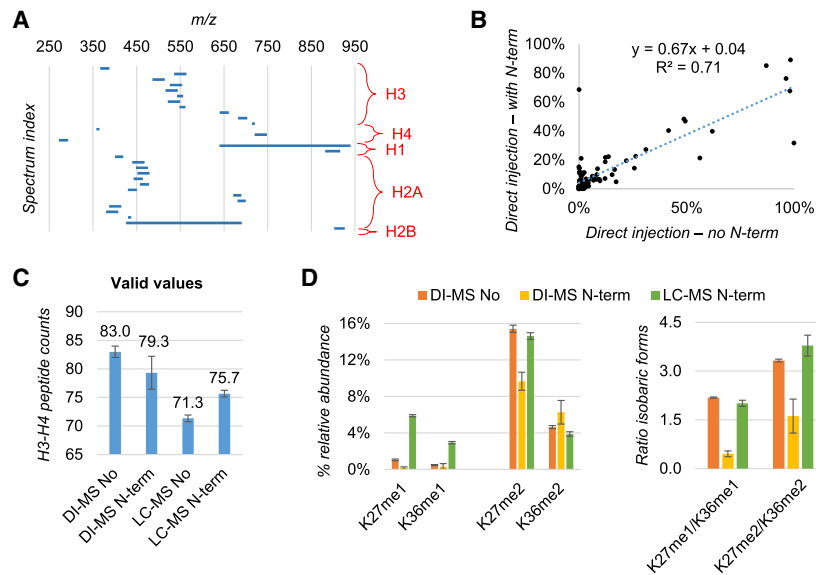 A
m/z
250 350 450 550 650 750 850 950
Spectrum index
H3
H4
H1
H2A
H2B
B
y = 0.67x + 0.04
R² = 0.71
Direct injection – with N-term
100%
80%
60%
40%
20%
0%
0% 50% 100%
Direct injection – no N-term
C
Valid values
H3-H4 peptide counts
90
85
80
75
70
65
83.0
79.3
71.3
75.7
DI-MS No
DI-MS N-term
LC-MS No
LC-MS N-term
D
DI-MS No DI-MS N-term LC-MS N-term
% relative abundance
16%
12%
8%
4%
0%
K27me1
K36me1
K27me2
K36me2
Ratio isobaric forms
4.5
3.0
1.5
0.0
K27me1/K36me1
K27me2/K36me2